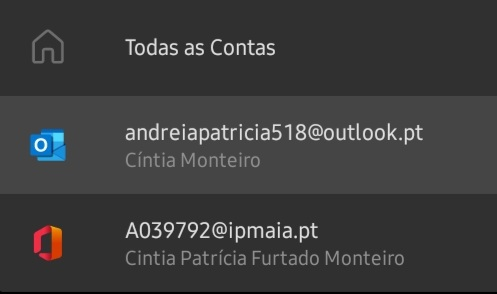 Todas as Contas
andreiapatricia518@outlook.pt
Cíntia Monteiro
A039792@ipmaia.pt
Cintia Patrícia Furtado Monteiro